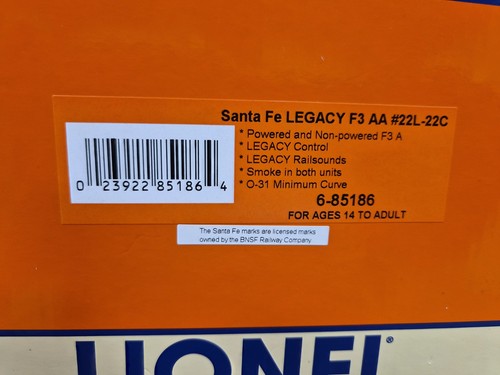 Santa Fe LEGACY F3 AA #22L-22C
* Powered and Non-powered F3 A
* LEGACY Control
* LEGACY Railsounds
* Smoke in both units
* O-31 Minimum Curve
0 23922 85186 4
6-85186
FOR AGES 14 TO ADULT
The Santa Fe marks are licensed marks
owned by the BNSF Railway Company.
LIONEL®